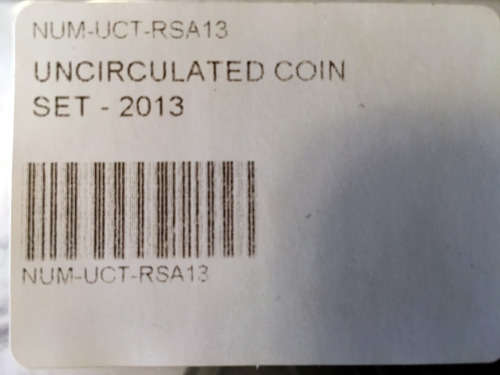 NUM-UCT-RSA13
UNCIRCULATED COIN
SET - 2013
NUM-UCT-RSA13